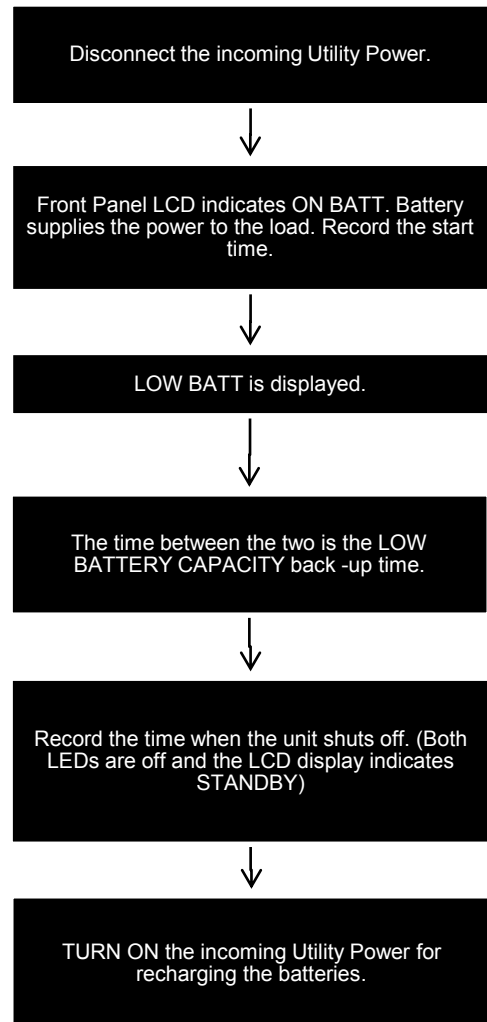 Disconnect the incoming Utility Power.
Front Panel LCD indicates ON BATT. Battery
supplies the power to the load. Record the start
time.
LOW BATT is displayed.
The time between the two is the LOW
BATTERY CAPACITY back -up time.
Record the time when the unit shuts off. (Both
LEDs are off and the LCD display indicates
STANDBY)
TURN ON the incoming Utility Power for
recharging the batteries.